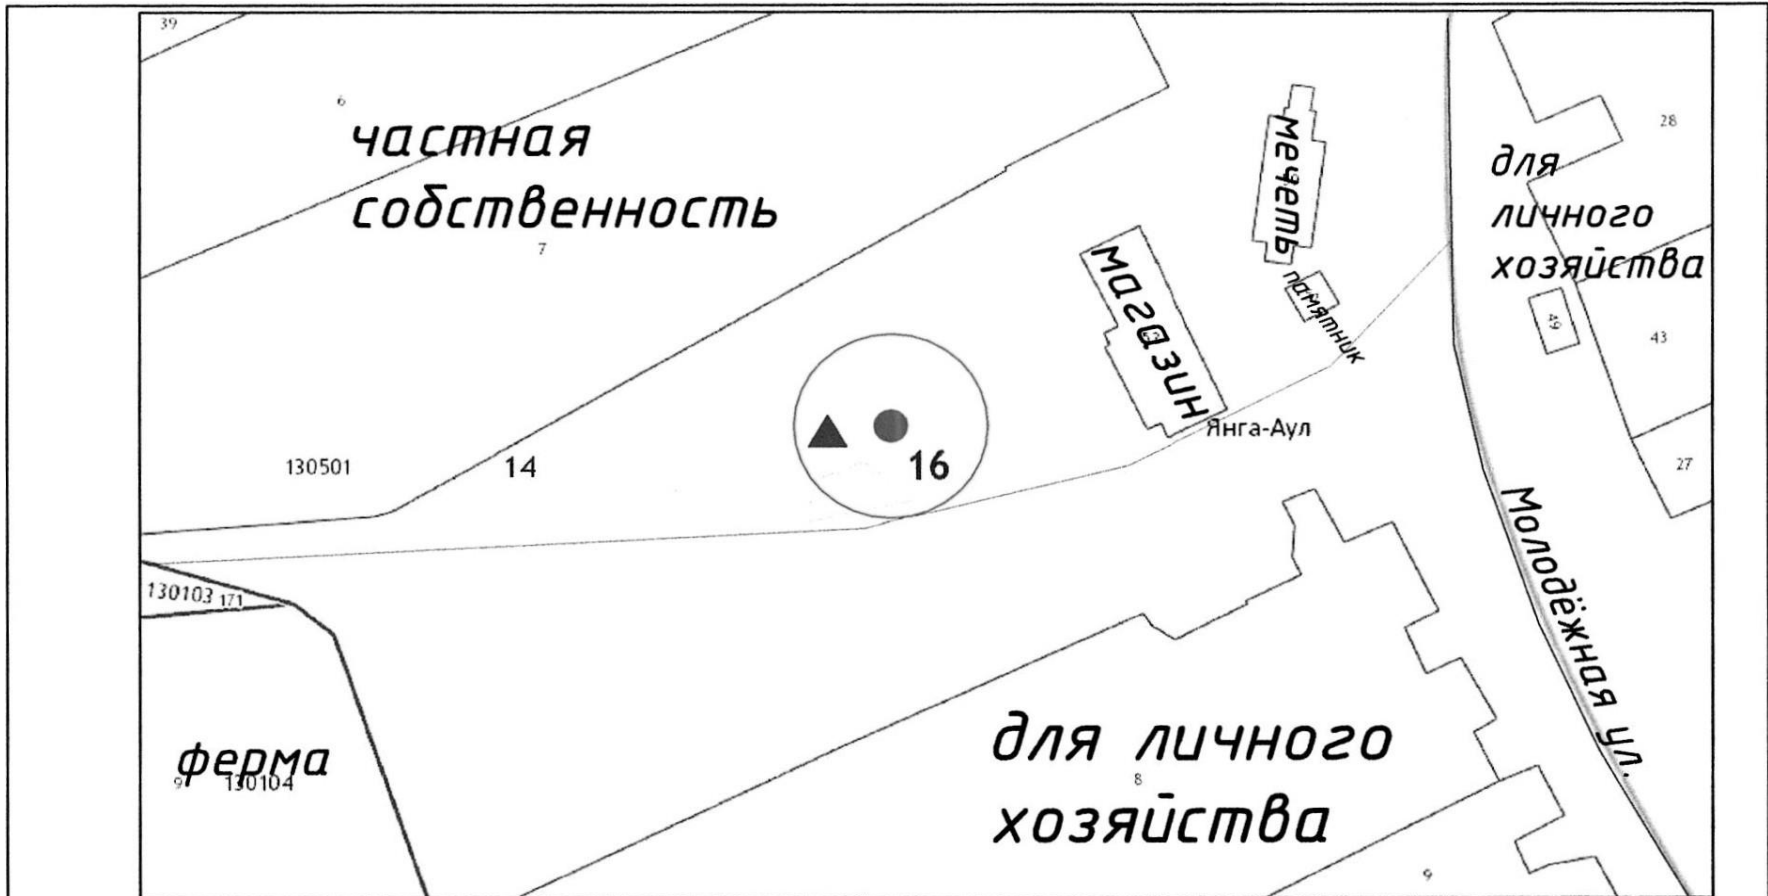 39
6
частная
собственность
7
мечеть
28
для
личного
хозяйства
памятник
49
43
магазин
Янга-Аул
130501
14
16
27
Молодёжная ул.
130103 171
ферма
9 130104
для личного
8
хозяйства
9